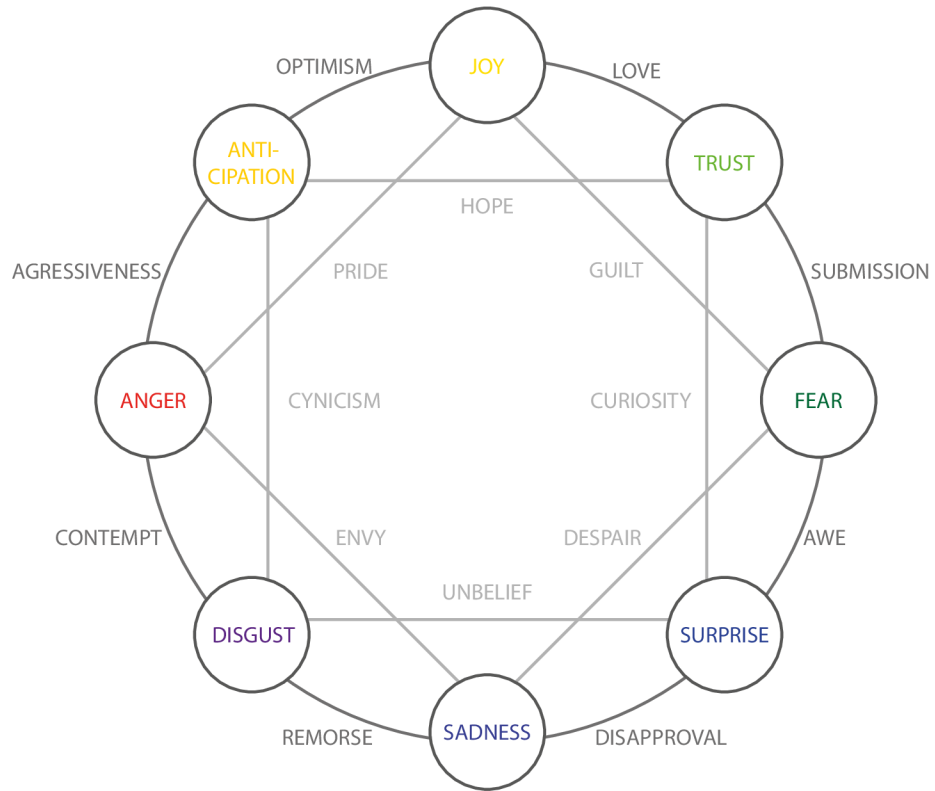 JOY
OPTIMISM
LOVE
ANTI-
CIPATION
TRUST
HOPE
AGRESSIVENESS
PRIDE
GUILT
SUBMISSION
ANGER
CYNICISM
CURIOSITY
FEAR
CONTEMPT
ENVY
DESPAIR
AWE
UNBELIEF
DISGUST
SURPRISE
REMORSE
SADNESS
DISAPPROVAL